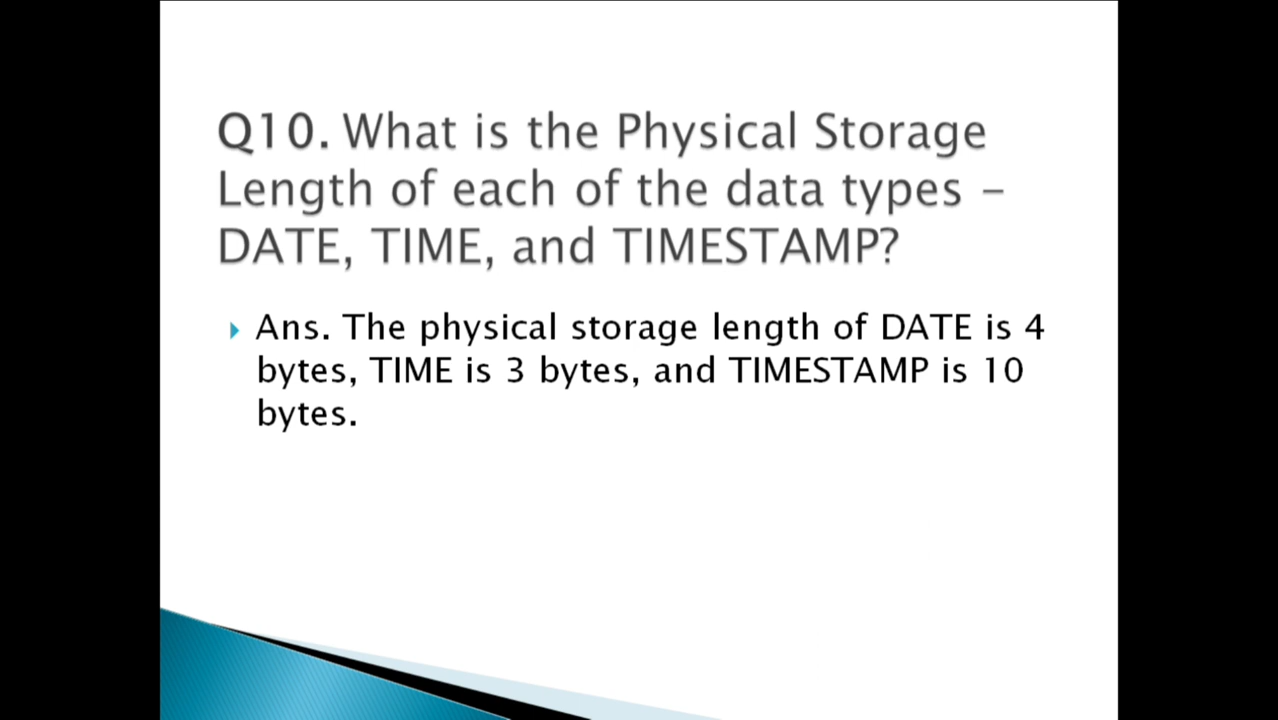 Q10. What is the Physical Storage
Length of each of the data types –
DATE, TIME, and TIMESTAMP?
Ans. The physical storage length of DATE is 4
bytes, TIME is 3 bytes, and TIMESTAMP is 10
bytes.